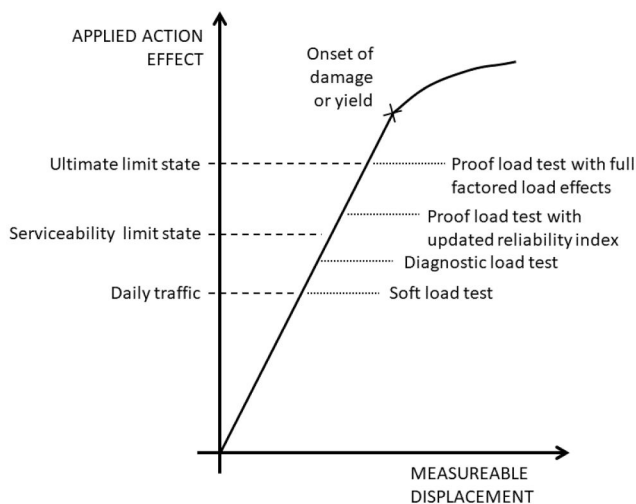 APPLIED ACTION
EFFECT
Onset of
damage
or yield
Ultimate limit state
Proof load test with full
factored load effects
Proof load test with
updated reliability index
Serviceability limit state
Diagnostic load test
Daily traffic
Soft load test
MEASUREABLE
DISPLACEMENT